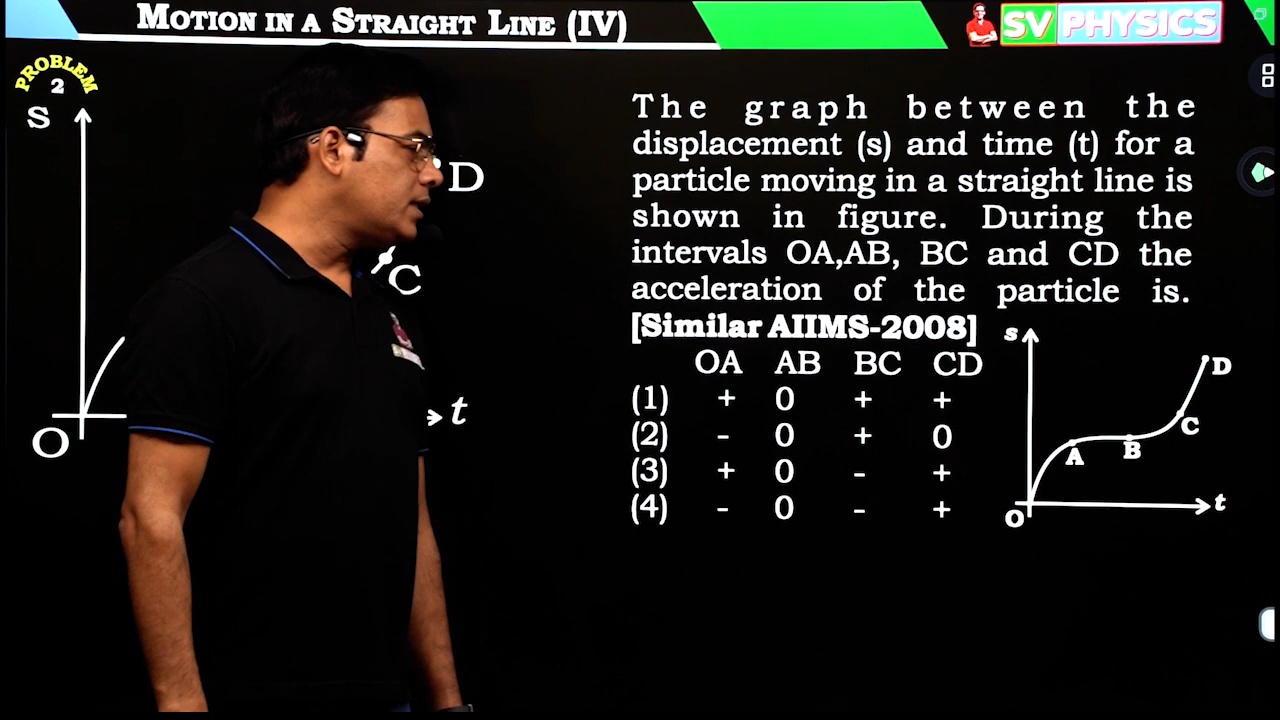 MOTION IN A STRAIGHT LINE (IV)
SV PHYSICS
PROBLEM
2
S
D
C
t
O
The graph between the
displacement (s) and time (t) for a
particle moving in a straight line is
shown in figure. During the
intervals OA,AB, BC and CD the
acceleration of the particle is.
[Similar AIIMS-2008]
OA AB BC CD
(1) + 0 + +
(2) - 0 + 0
(3) + 0 - +
(4) - 0 - +
s
D
C
A
B
O
t